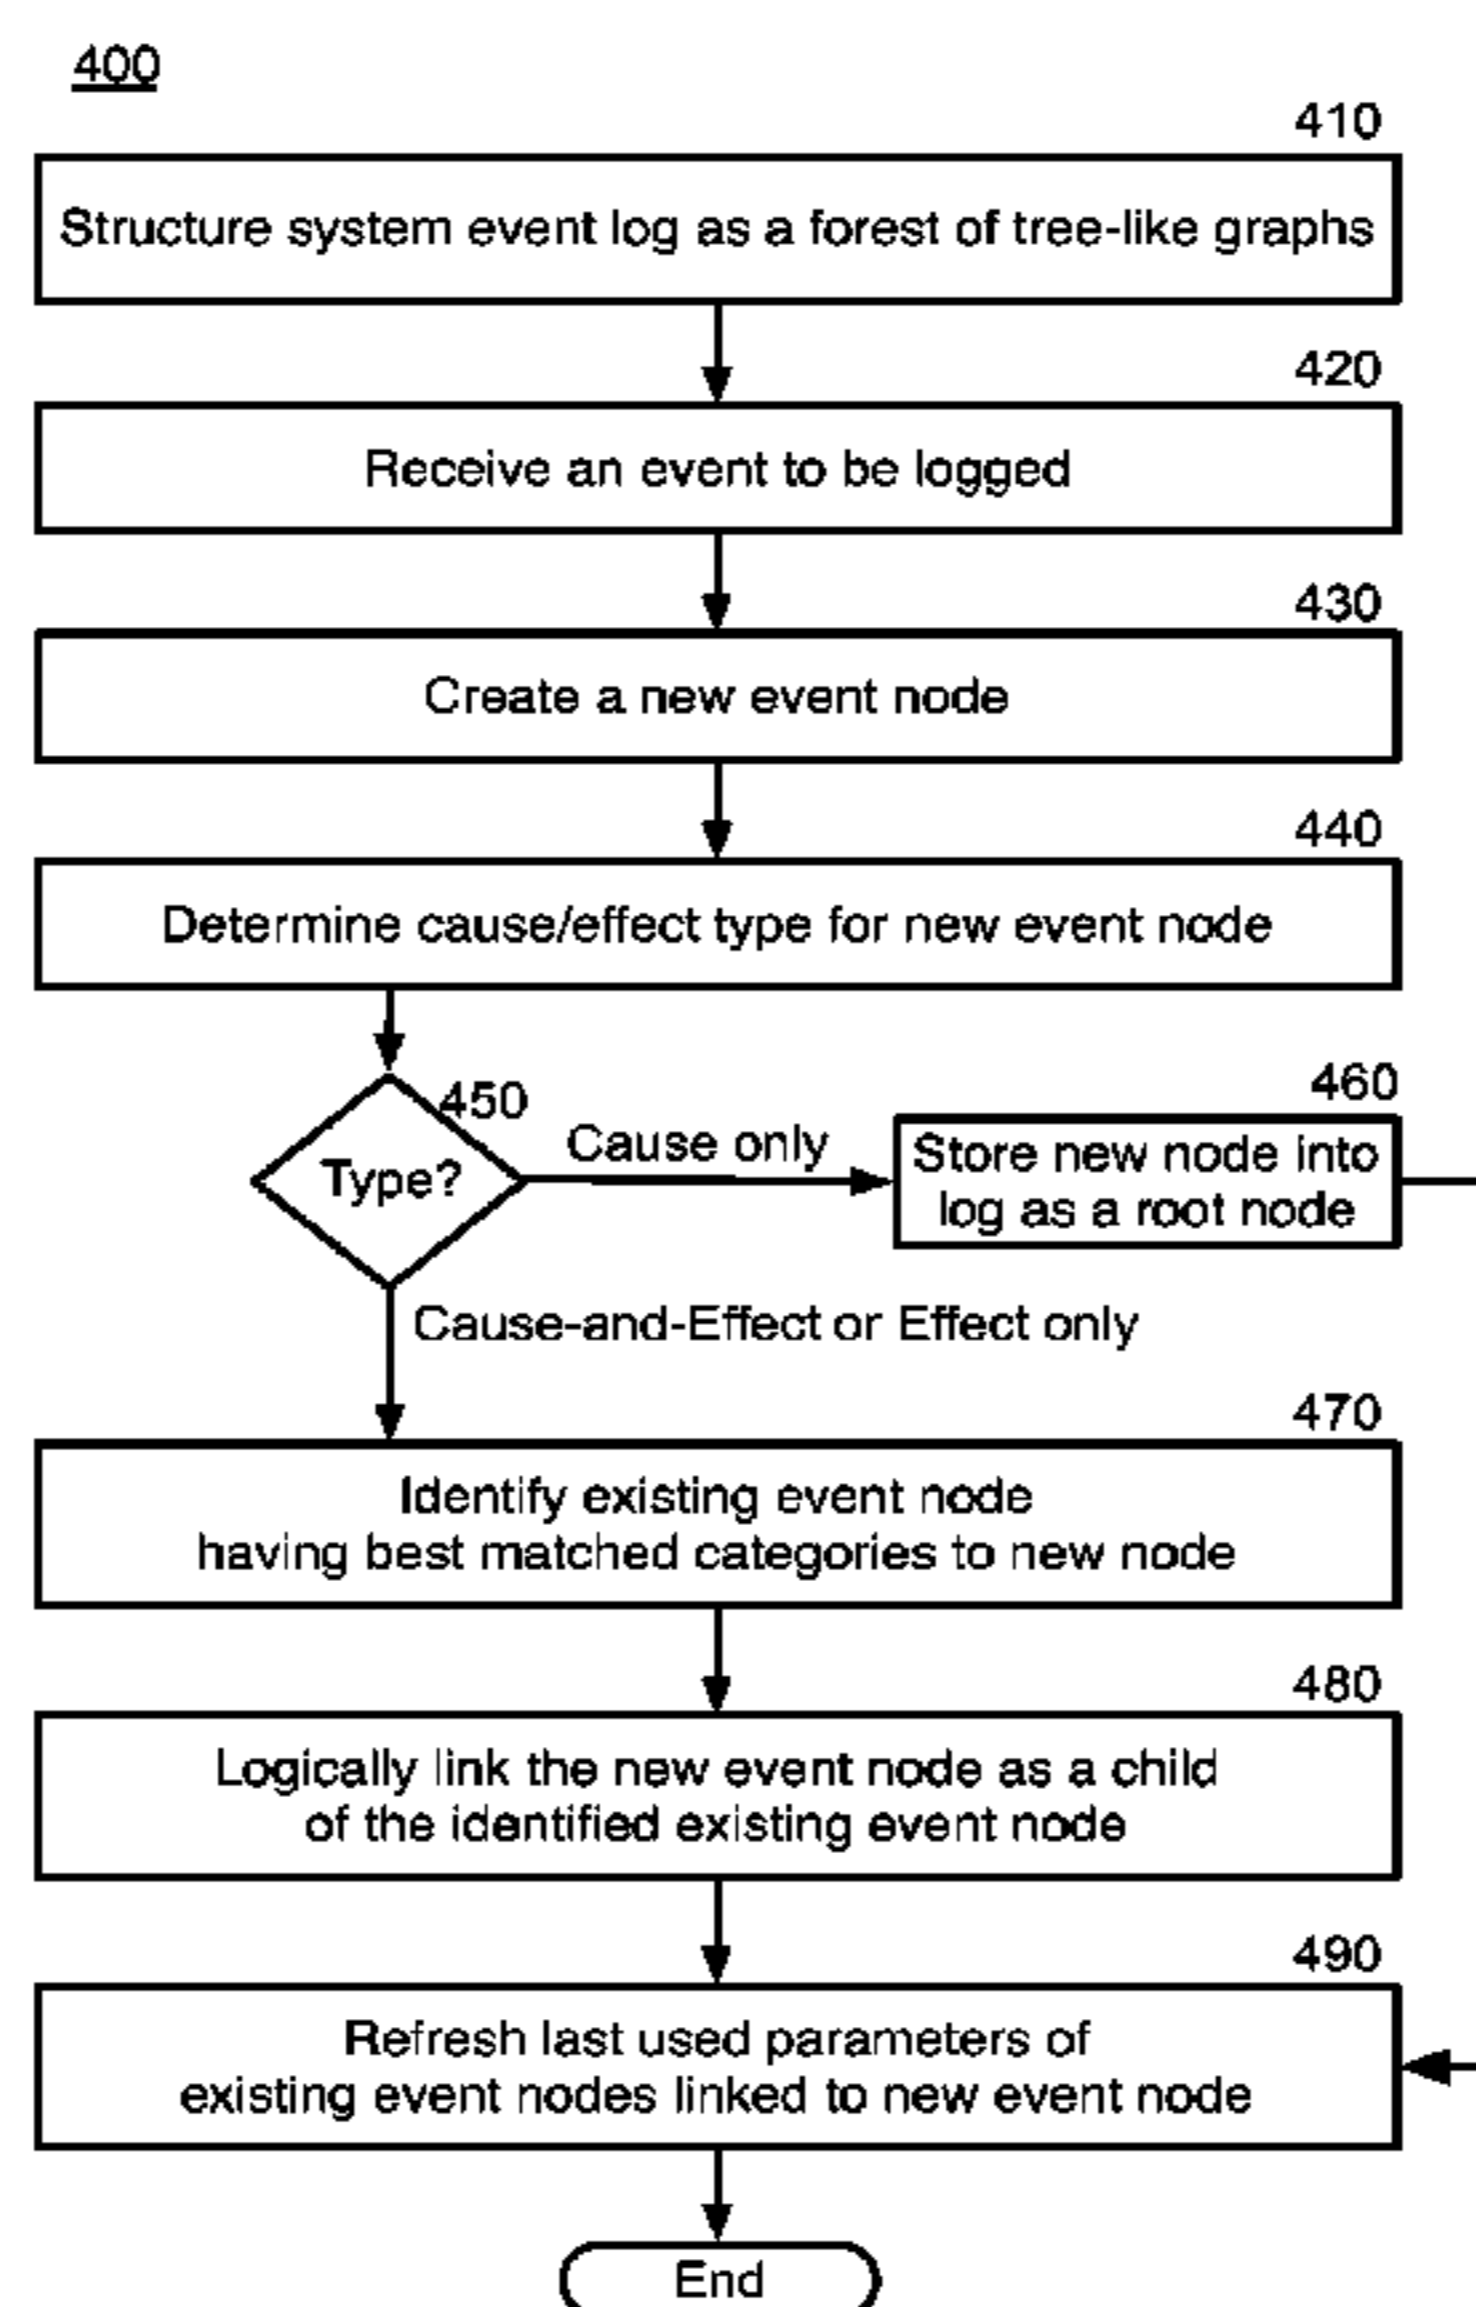 400
410
Structure system event log as a forest of tree-like graphs
420
Receive an event to be logged
430
Create a new event node
440
Determine cause/effect type for new event node
450
Type?
Cause only
460
Store new node into
log as a root node
Cause-and-Effect or Effect only
470
Identify existing event node
having best matched categories to new node
480
Logically link the new event node as a child
of the identified existing event node
490
Refresh last used parameters of
existing event nodes linked to new event node
End